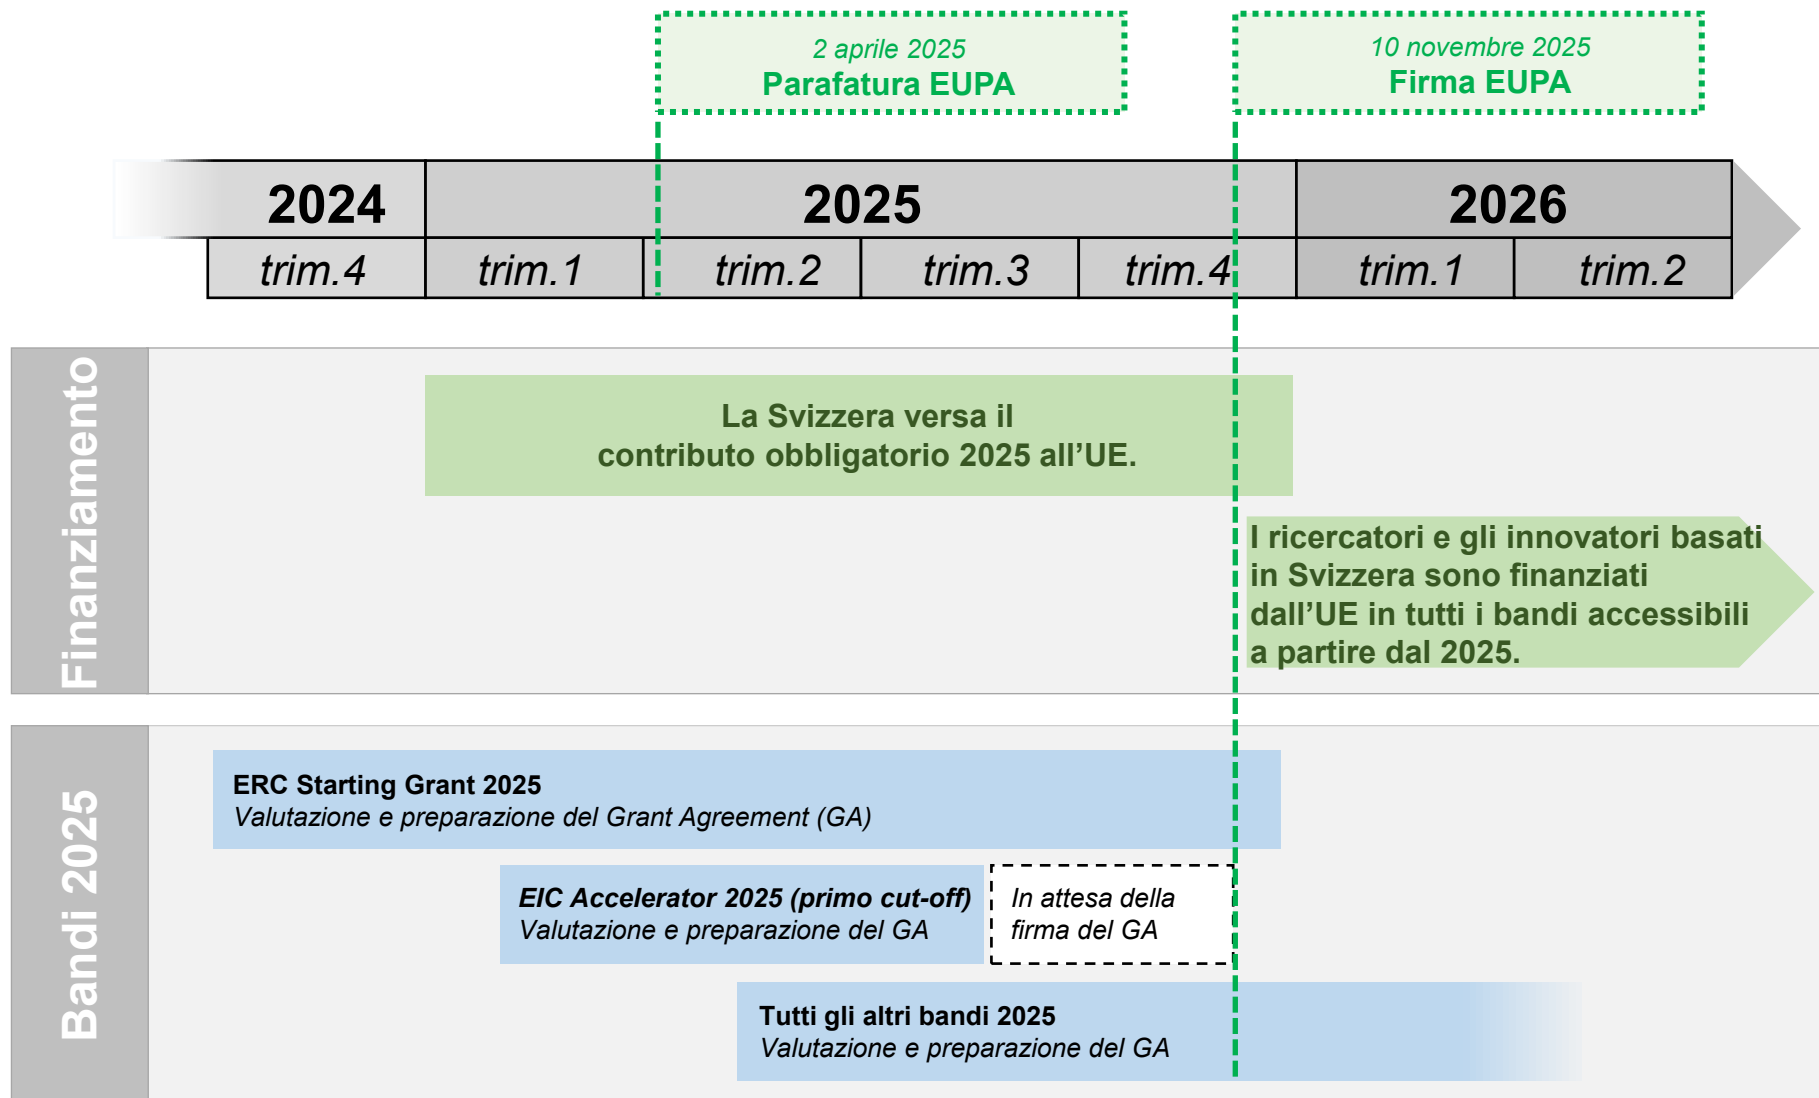 2 aprile 2025
Parafatura EUPA
10 novembre 2025
Firma EUPA
2024
2025
2026
trim.4
trim.1
trim.2
trim.3
trim.4
trim.1
trim.2
Finanziamento
La Svizzera versa il
contributo obbligatorio 2025 all’UE.
I ricercatori e gli innovatori basati
in Svizzera sono finanziati
dall’UE in tutti i bandi accessibili
a partire dal 2025.
Bandi 2025
ERC Starting Grant 2025
Valutazione e preparazione del Grant Agreement (GA)
EIC Accelerator 2025 (primo cut-off)
Valutazione e preparazione del GA
In attesa della
firma del GA
Tutti gli altri bandi 2025
Valutazione e preparazione del GA